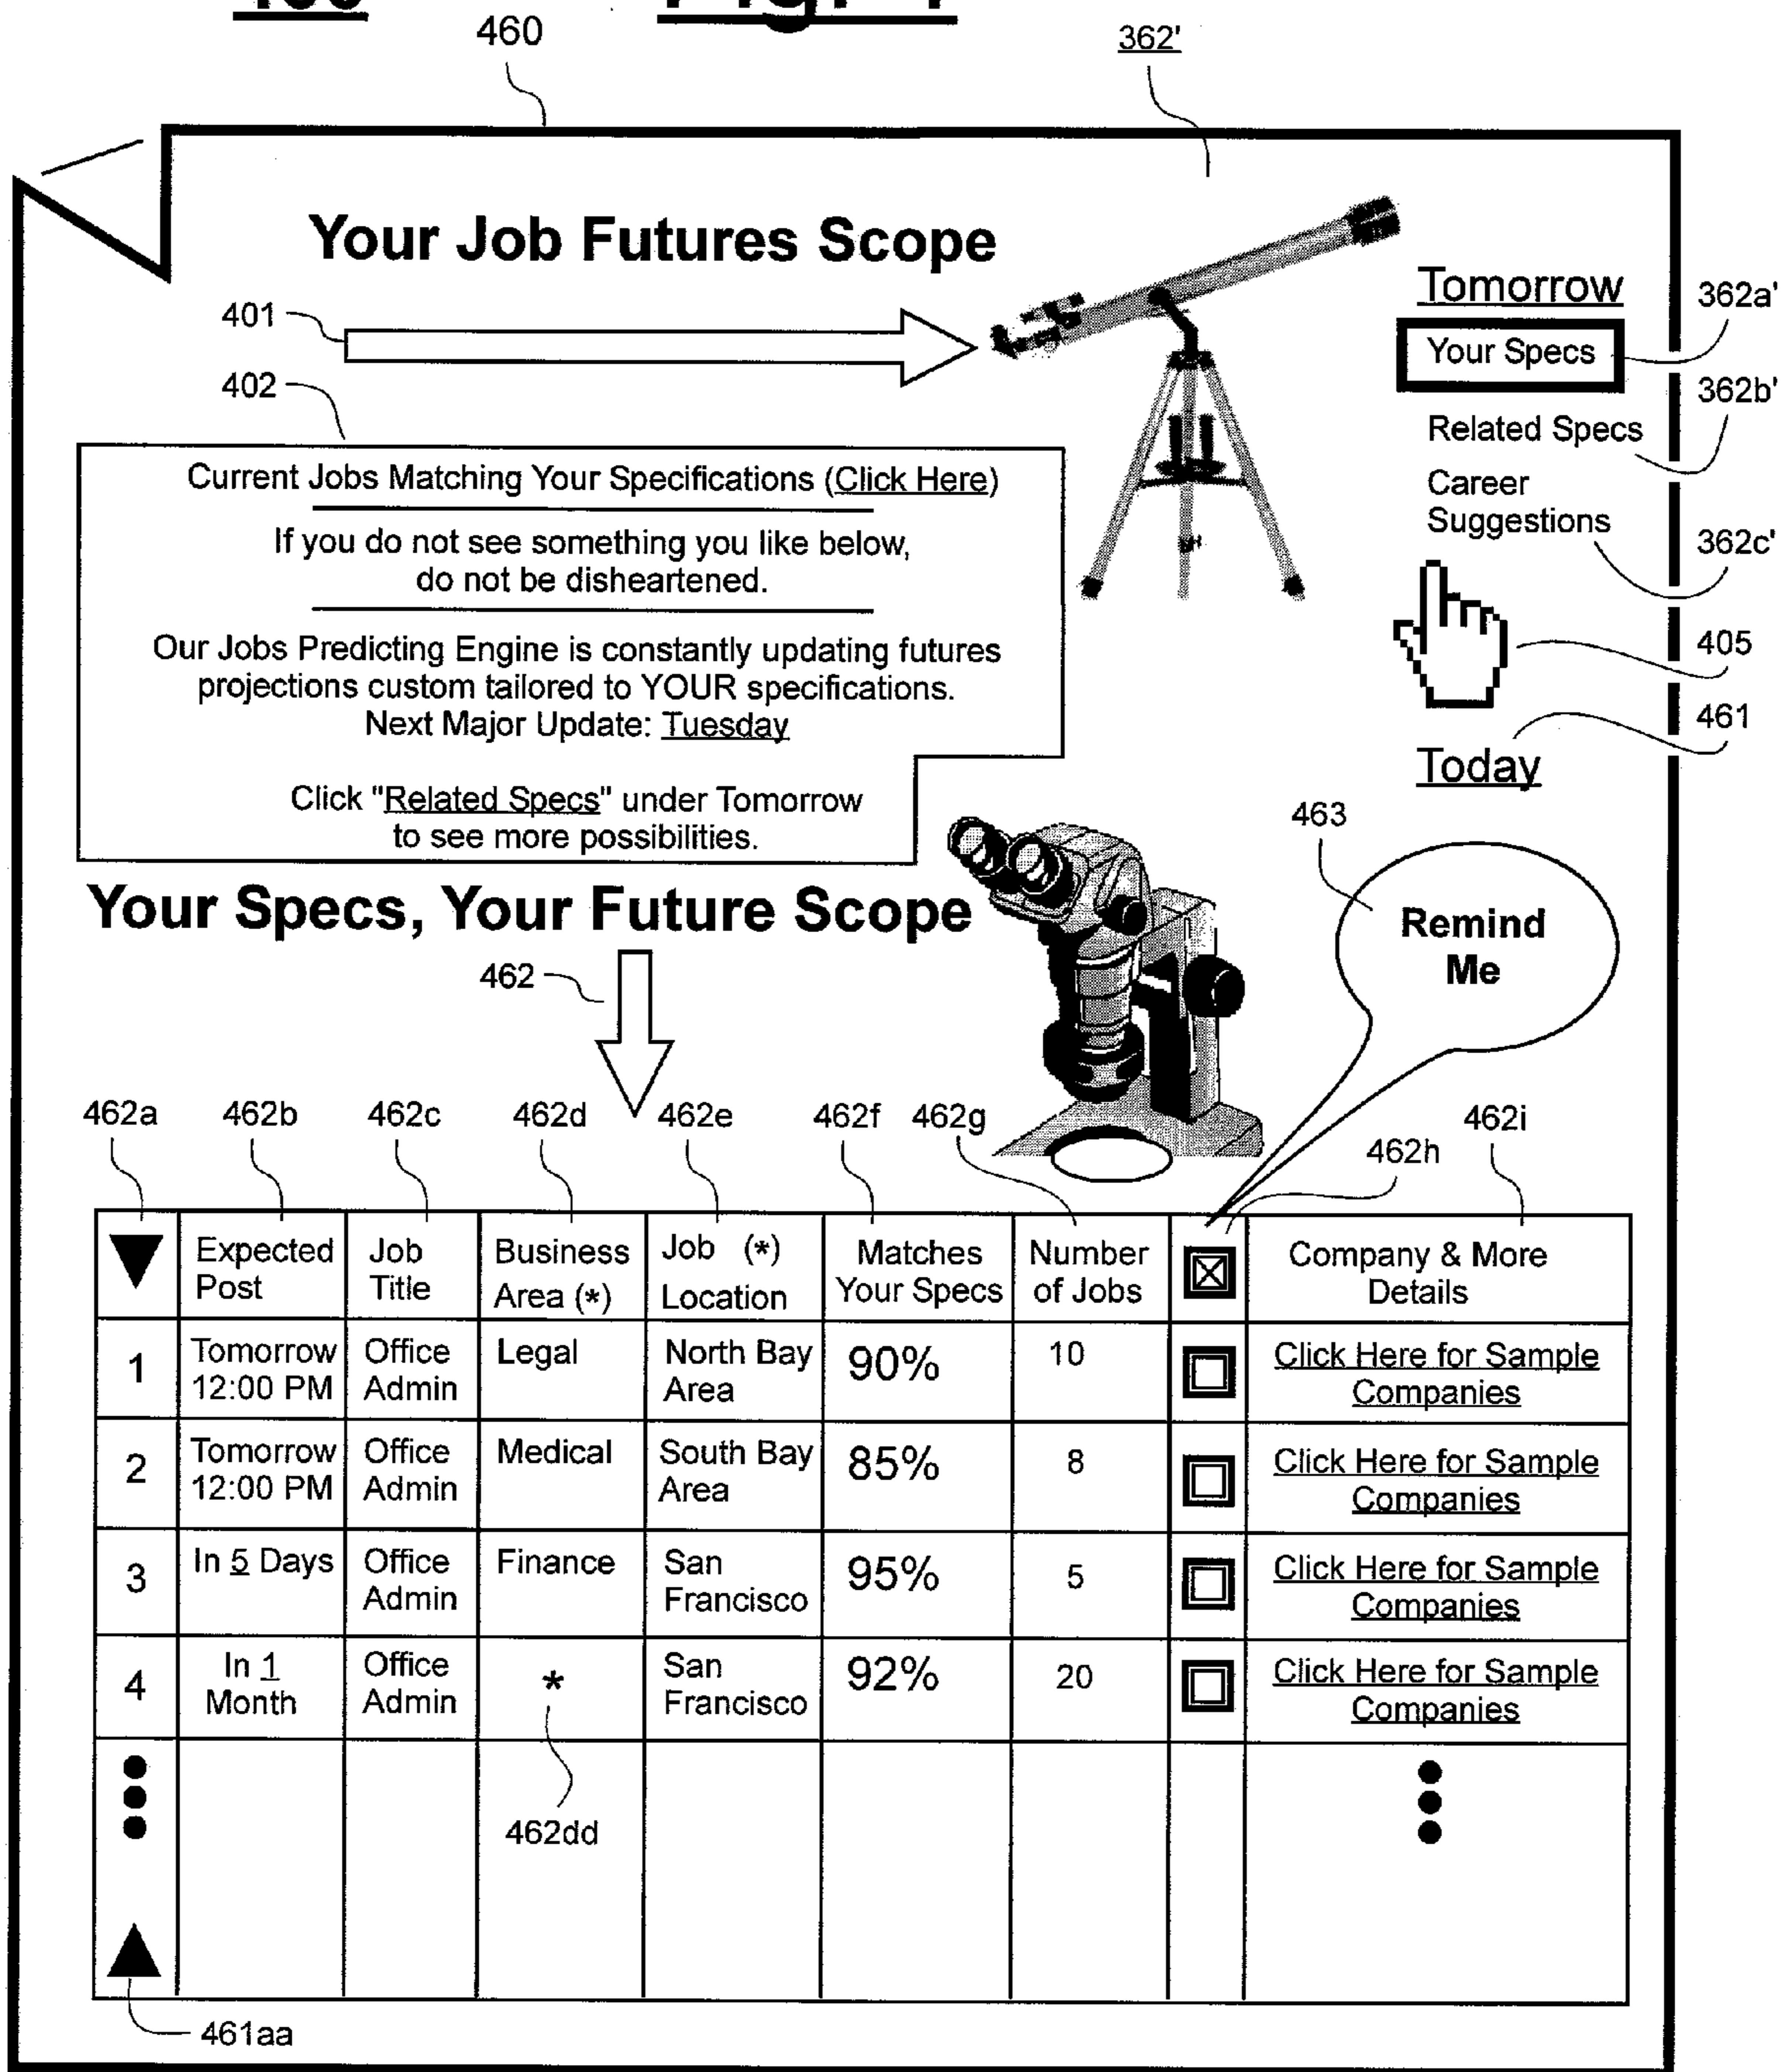 460
362'
Your Job Futures Scope
401
Tomorrow
362a'
Your Specs
402
362b'
Related Specs
Current Jobs Matching Your Specifications (Click Here)
Career
Suggestions
362c'
If you do not see something you like below,
do not be disheartened.
Our Jobs Predicting Engine is constantly updating futures
projections custom tailored to YOUR specifications.
Next Major Update: Tuesday
405
461
Today
Click "Related Specs" under Tomorrow
to see more possibilities.
463
Remind
Me
Your Specs, Your Future Scope
462
462a 462b 462c 462d 462e 462f 462g 462h 462i
Expected
Post
Job
Title
Business
Area (*)
Job (*)
Location
Matches
Your Specs
Number
of Jobs
Company & More
Details
1
Tomorrow
12:00 PM
Office
Admin
Legal
North Bay
Area
90%
10
Click Here for Sample
Companies
2
Tomorrow
12:00 PM
Office
Admin
Medical
South Bay
Area
85%
8
Click Here for Sample
Companies
3
In 5 Days
Office
Admin
Finance
San
Francisco
95%
5
Click Here for Sample
Companies
4
In 1
Month
Office
Admin
*
San
Francisco
92%
20
Click Here for Sample
Companies
462dd
461aa